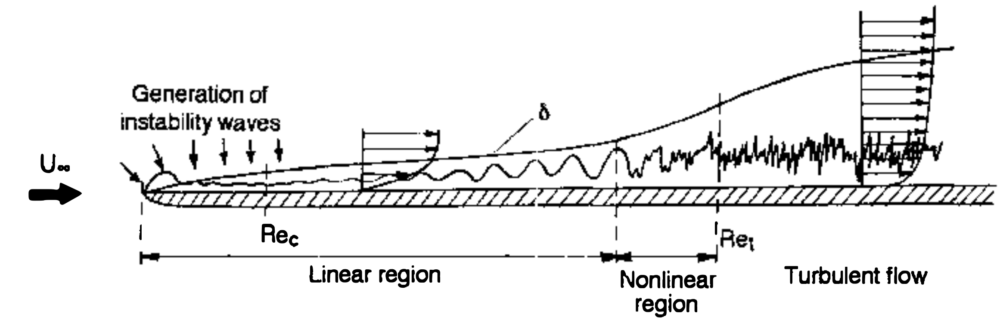 Generation of
instability waves
δ
U∞
Rec
Ret
Linear region
Nonlinear
region
Turbulent flow